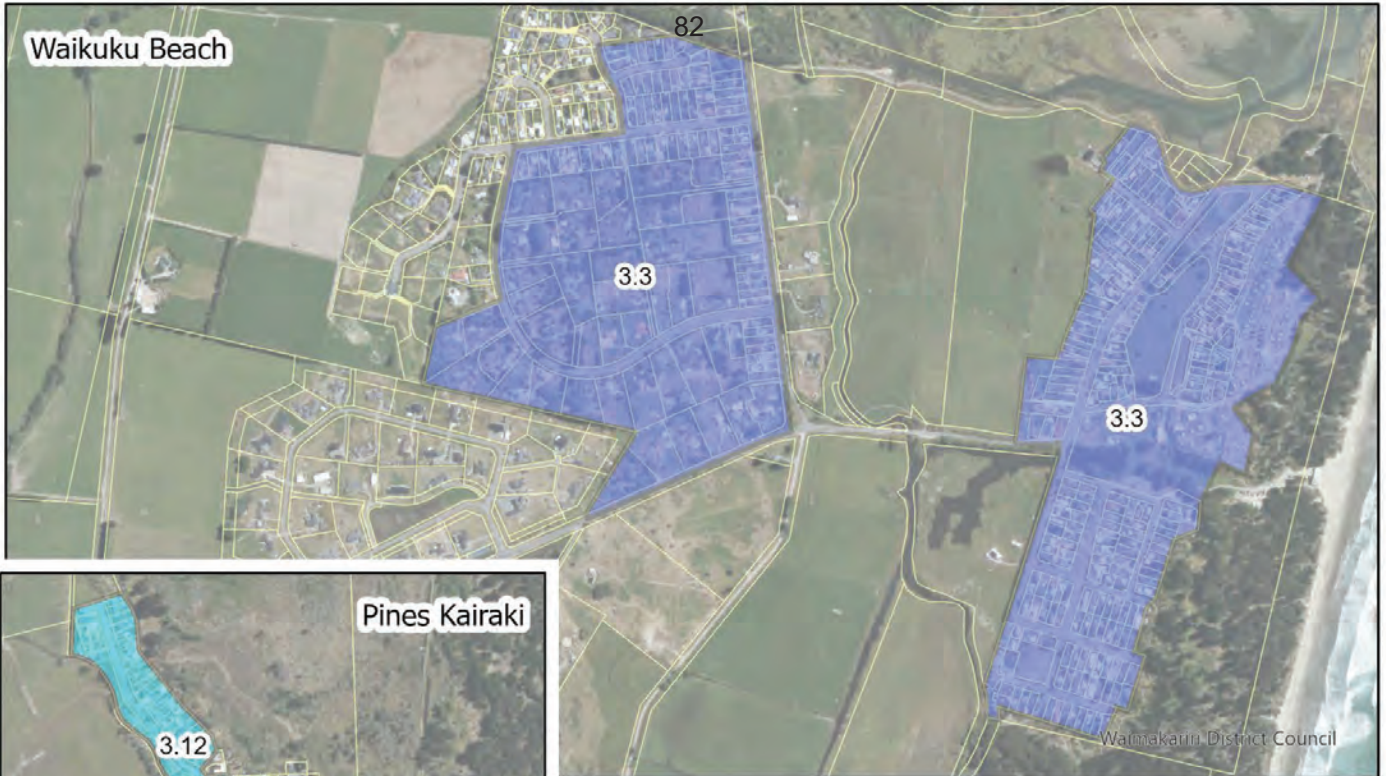 82
Waikuku Beach
3.3
3.3
Pines Kairaki
3.12
Waimakariri District Council